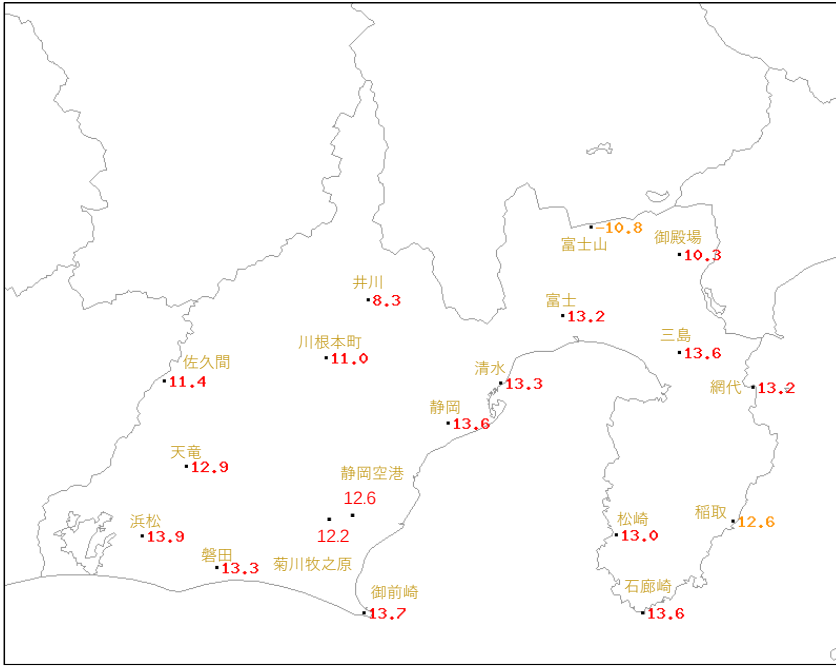 -10.8
富士山
御殿場
10.3
井川
8.3
富士
13.2
川根本町
11.0
三島
13.6
佐久間
11.4
清水
13.3
網代
13.2
静岡
13.6
天竜
12.9
静岡空港
12.6
12.2
菊川牧之原
浜松
13.9
磐田
13.3
松崎
13.0
稲取
12.6
御前崎
13.7
石廊崎
13.6